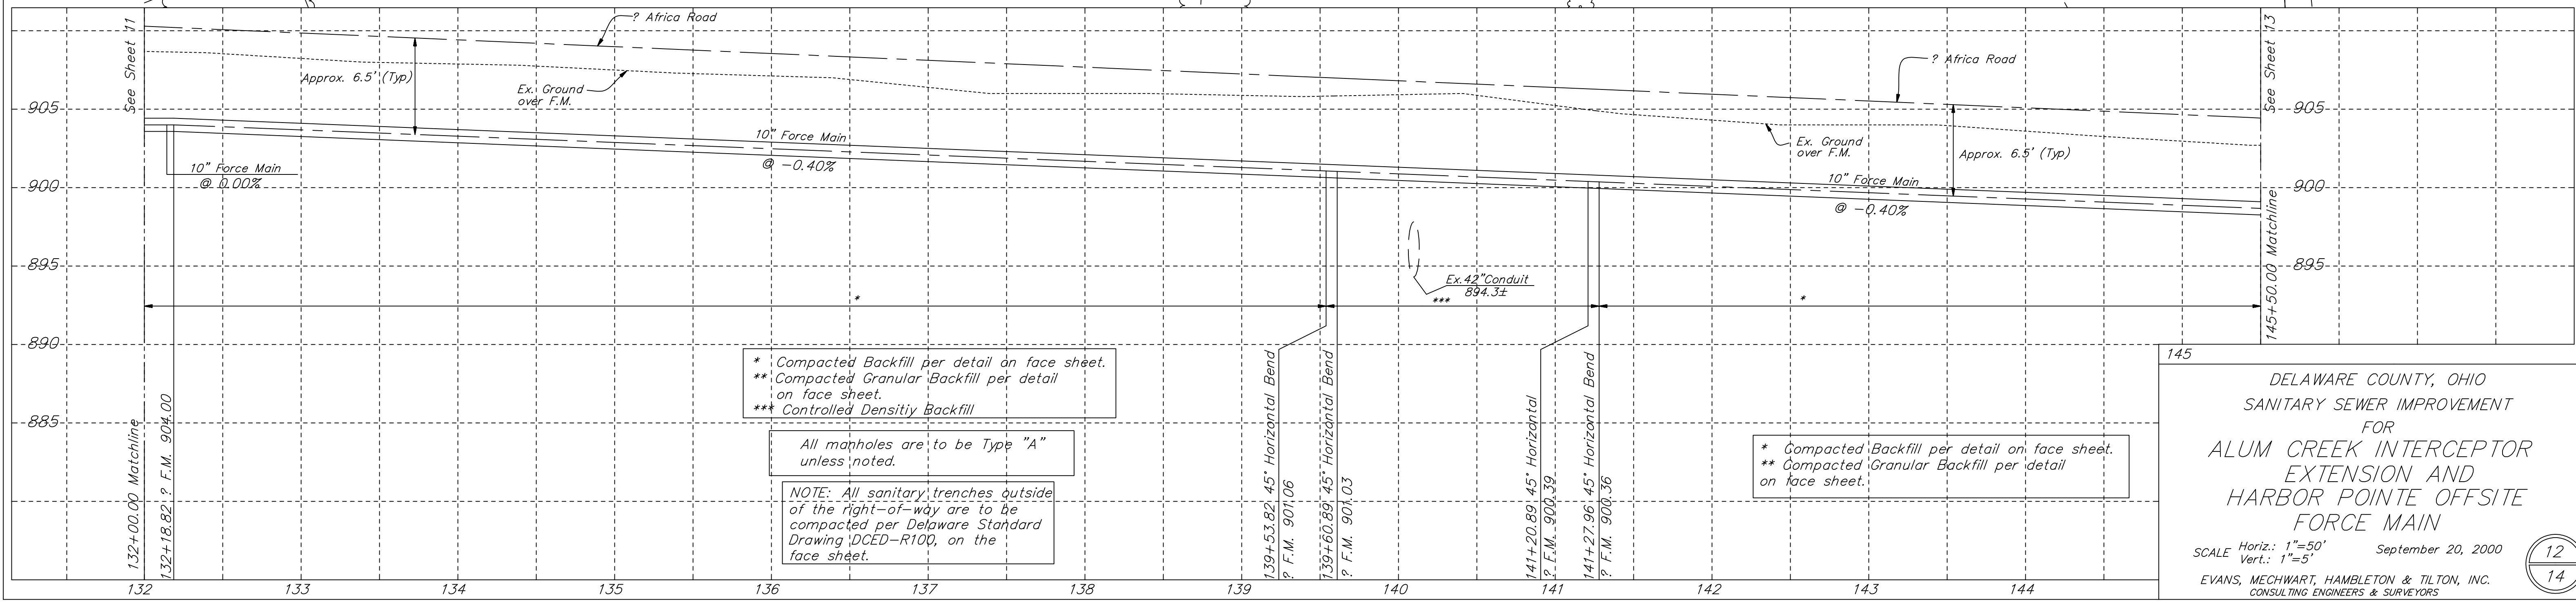 See Sheet 11
? Africa Road
Approx. 6.5' (Typ)
Ex. Ground
over F.M.
10" Force Main
@ 0.00%
10" Force Main
@ -0.40%
? Africa Road
Ex. Ground
over F.M.
Approx. 6.5' (Typ)
10" Force Main
@ -0.40%
See Sheet 13
145+50.00 Matchline
905
900
895
890
885
905
900
895
*
Ex.42"Conduit
894.3±
***
*
132+00.00 Matchline
132+18.82 ? F.M. 904.00
* Compacted Backfill per detail on face sheet.
** Compacted Granular Backfill per detail
on face sheet.
*** Controlled Densitiy Backfill
All manholes are to be Type "A"
unless noted.
NOTE: All sanitary trenches outside
of the right-of-way are to be
compacted per Delaware Standard
Drawing DCED-R100, on the
face sheet.
139+53.82 45° Horizontal Bend
? F.M. 901.06
139+60.89 45° Horizontal Bend
? F.M. 901.03
141+20.89 45° Horizontal
? F.M. 900.39
141+27.96 45° Horizontal Bend
? F.M. 900.36
* Compacted Backfill per detail on face sheet.
** Compacted Granular Backfill per detail
on face sheet.
132 133 134 135 136 137 138 139 140 141 142 143 144
145
DELAWARE COUNTY, OHIO
SANITARY SEWER IMPROVEMENT
FOR
ALUM CREEK INTERCEPTOR
EXTENSION AND
HARBOR POINTE OFFSITE
FORCE MAIN
SCALE Horiz.: 1"=50'
Vert.: 1"=5'
September 20, 2000
EVANS, MECHWART, HAMBLETON & TILTON, INC.
CONSULTING ENGINEERS & SURVEYORS
12
14